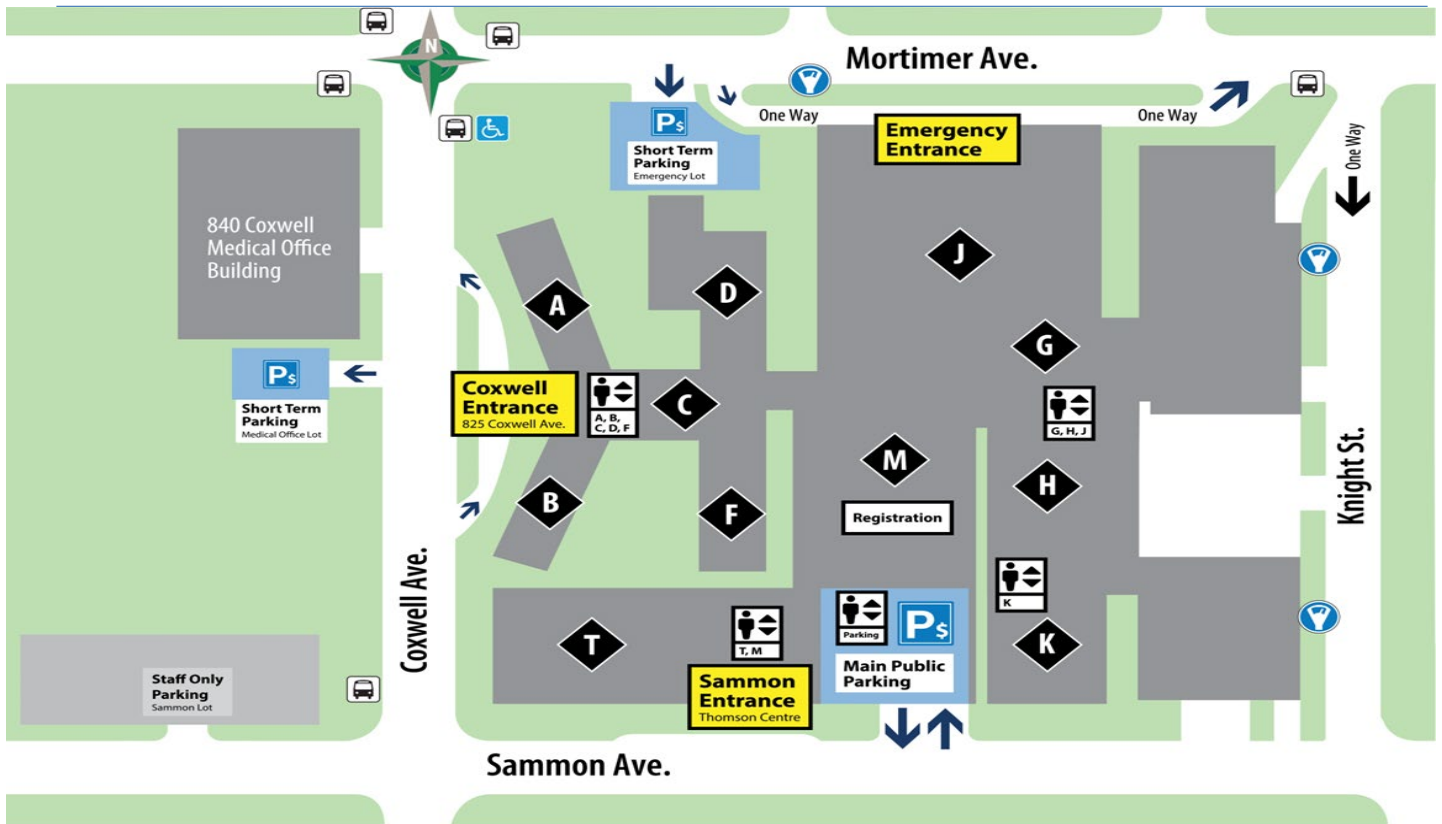 N
Mortimer Ave.
One Way
One Way
One Way
P$
Short Term
Parking
Emergency Lot
Emergency
Entrance
840 Coxwell
Medical Office
Building
J
A
D
G
P$
Short Term
Parking
Medical Office Lot
Coxwell
Entrance
825 Coxwell Ave.
A, B,
C, D, F
C
G, H, J
M
Registration
H
B
F
Knight St.
Coxwell Ave.
K
K
T
T, M
Parking
P$
Main Public
Parking
Sammon
Entrance
Thomson Centre
Staff Only
Parking
Sammon Lot
Sammon Ave.